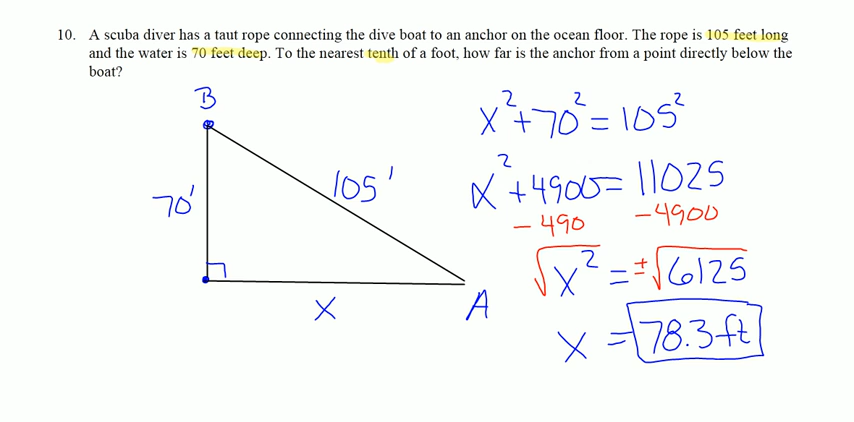 10. A scuba diver has a taut rope connecting the dive boat to an anchor on the ocean floor. The rope is 105 feet long
and the water is 70 feet deep. To the nearest tenth of a foot, how far is the anchor from a point directly below the
boat?
B
70'
105'
x
A
x² + 70² = 105²
x² + 4900 = 11025
- 490 - 4900
√x² = ±√6125
x = 78.3 ft